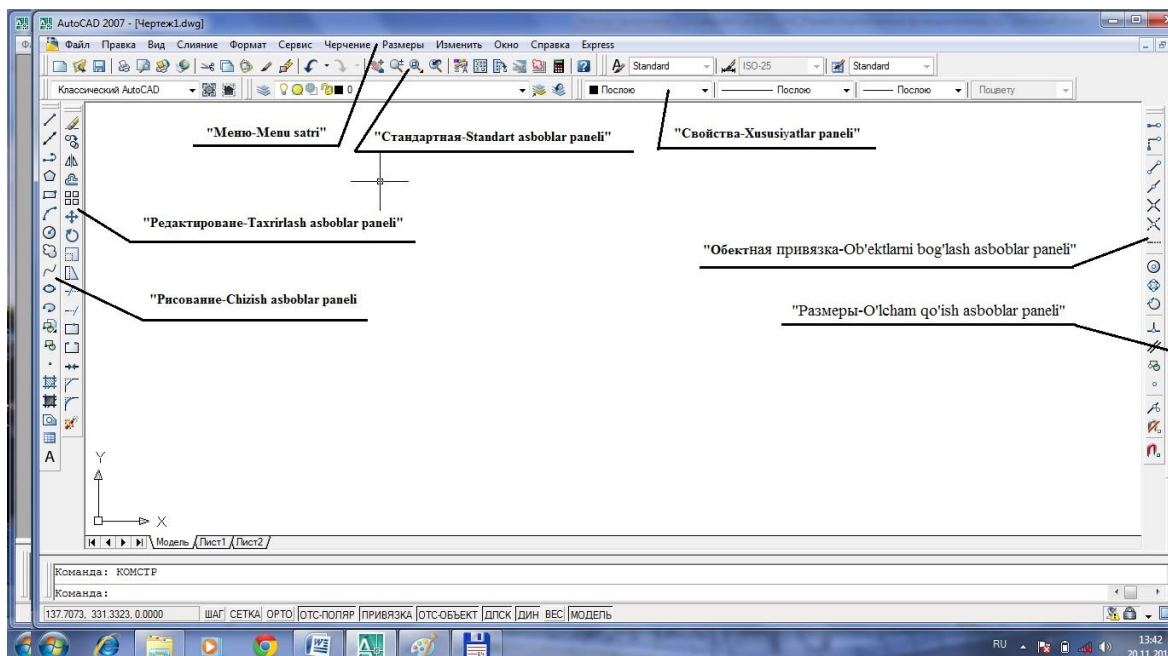 AutoCAD 2007 - [Чертеж1.dwg]
Файл Правка Вид Слияние Формат Сервис Черчение Размеры Изменить Окно Справка Express
Standard ISO-25 Standard
Классический AutoCAD 0 Послою Послою Послою Поцвету
"Меню-Menu satri"
"Стандартная-Standart asboblar paneli"
"Свойства-Xususiyatlar paneli"
"Редактироваие-Taxrirlash asboblar paneli"
"Обектная привязка-Ob'ektlarni bog'lash asboblar paneli"
"Рисование-Chizish asboblar paneli
"Размеры-O'lcham qo'ish asboblar paneli"
A
Y
X
Модель Лист1 Лист2
Команда: КОМСТР
Команда:
137.7073, 331.3323, 0.0000 ШАГ СЕТКА ОРТО ОТС-ПОЛЯР ПРИВЯЗКА ОТС-ОБЪЕКТ ДПСК ДИН ВЕС МОДЕЛЬ
RU 13:42